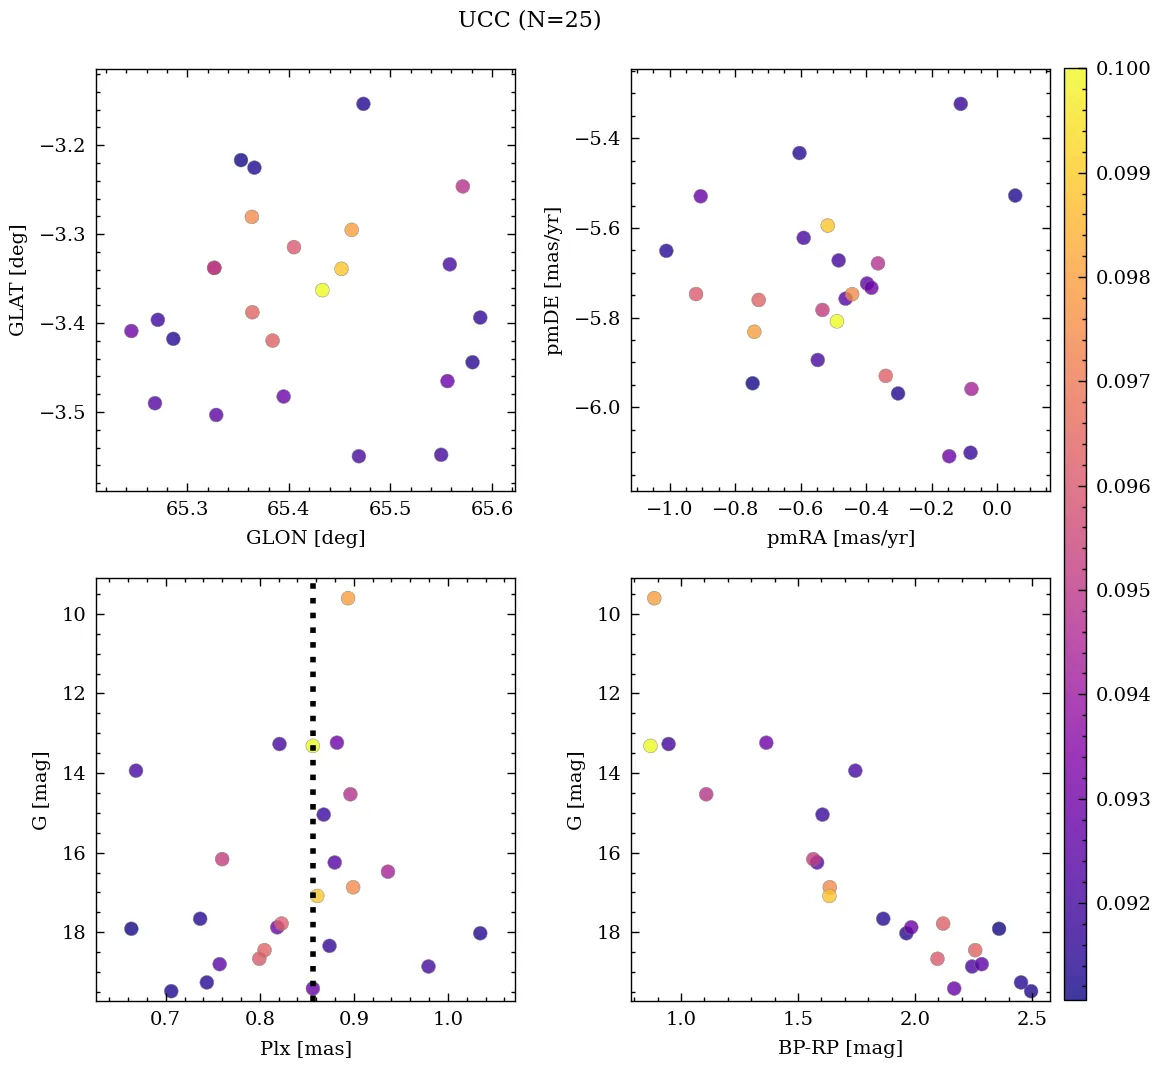 UCC (N=25)
−3.2
−3.3
−3.4
−3.5
GLAT [deg]
65.3 65.4 65.5 65.6
GLON [deg]
−5.4
−5.6
−5.8
−6.0
pmDE [mas/yr]
−1.0 −0.8 −0.6 −0.4 −0.2 0.0
pmRA [mas/yr]
0.100
0.099
0.098
0.097
0.096
0.095
0.094
0.093
0.092
10
12
14
16
18
G [mag]
0.7 0.8 0.9 1.0
Plx [mas]
10
12
14
16
18
G [mag]
1.0 1.5 2.0 2.5
BP-RP [mag]